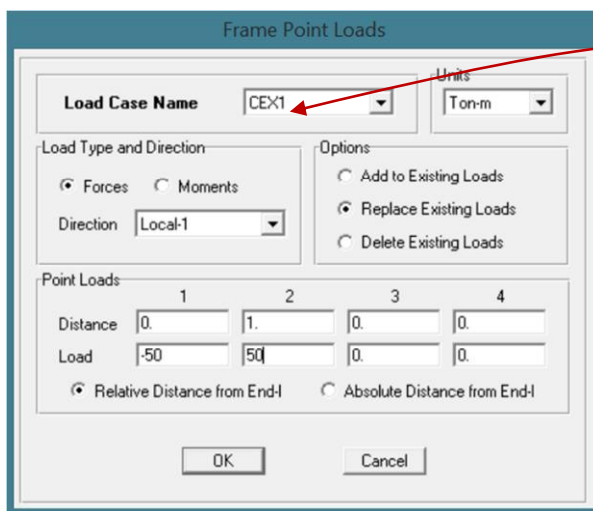 Frame Point Loads
Units
Load Case Name CEX1 Ton-m
Load Type and Direction
Forces Moments
Direction Local-1
Options
Add to Existing Loads
Replace Existing Loads
Delete Existing Loads
Point Loads
1 2 3 4
Distance 0. 1. 0. 0.
Load -50 50 0. 0.
Relative Distance from End-I Absolute Distance from End-I
OK Cancel